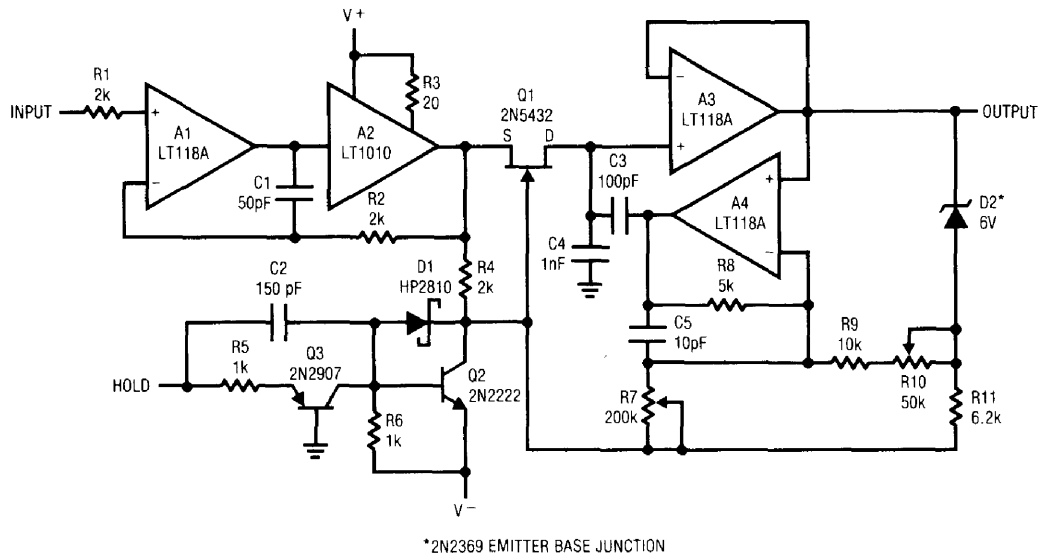 V+
R1
2k
INPUT
+
−
A1
LT118A
C1
50pF
A2
LT1010
R3
20
R2
2k
Q1
2N5432
S
D
C3
100pF
C4
1nF
−
+
A3
LT118A
OUTPUT
+
−
A4
LT118A
D2*
6V
R8
5k
C5
10pF
R9
10k
R10
50k
R11
6.2k
R7
200k
C2
150 pF
D1
HP2810
R4
2k
HOLD
R5
1k
Q3
2N2907
Q2
2N2222
R6
1k
V−
*2N2369 EMITTER BASE JUNCTION